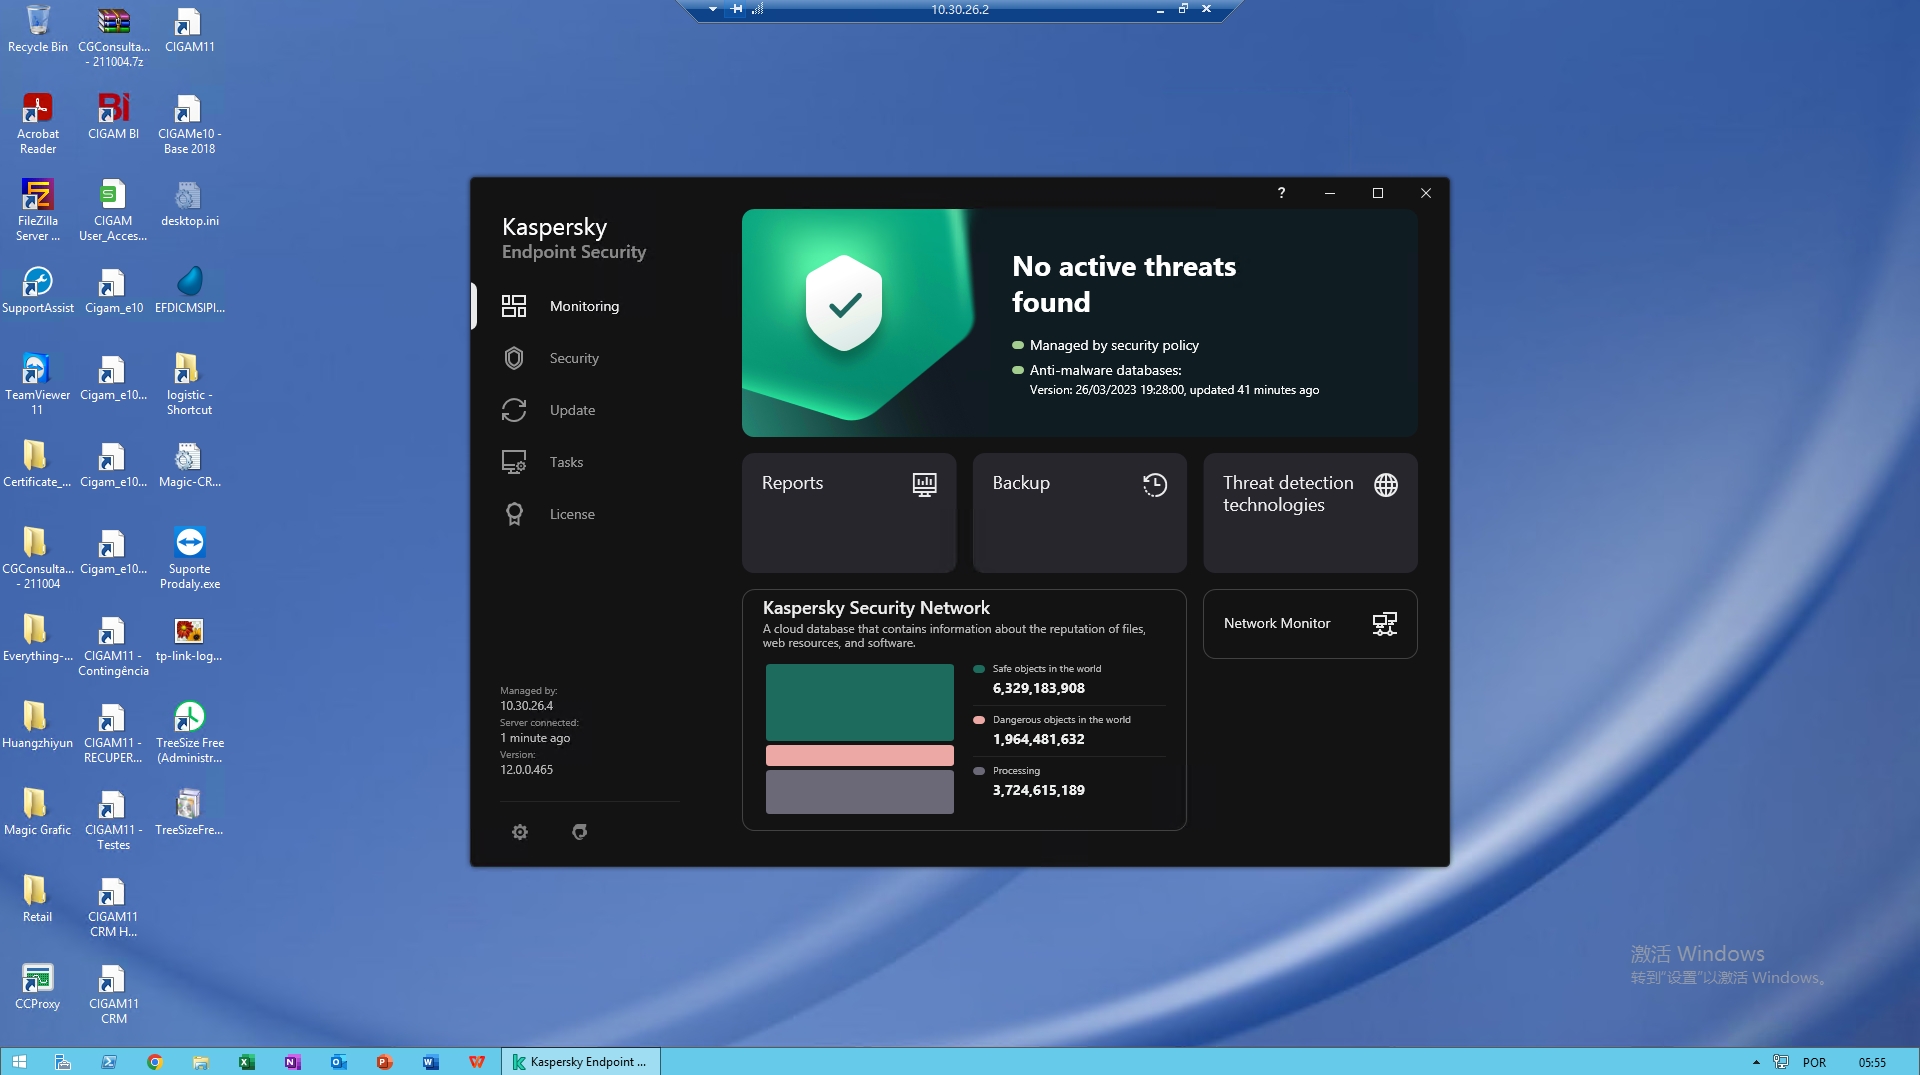 10.30.26.2
Recycle Bin
CGConsulta...
- 211004.7z
CIGAM11
Acrobat
Reader
CIGAM BI
CIGAMe10 -
Base 2018
FileZilla
Server ...
CIGAM
User_Acces...
desktop.ini
SupportAssist
Cigam_e10
EFDICMSIPI...
TeamViewer
11
Cigam_e10...
logistic -
Shortcut
Certificate_...
Cigam_e10...
Magic-CR...
CGConsulta...
- 211004
Cigam_e10...
Suporte
Prodaly.exe
Everything-...
CIGAM11 -
Contingência
tp-link-log...
Huangzhiyun
CIGAM11 -
RECUPER...
TreeSize Free
(Administr...
Magic Grafic
CIGAM11 -
Testes
TreeSizeFre...
Retail
CIGAM11
CRM H...
CCProxy
CIGAM11
CRM
?
Kaspersky
Endpoint Security
Monitoring
Security
Update
Tasks
License
Managed by:
10.30.26.4
Server connected:
1 minute ago
Version:
12.0.0.465
No active threats
found
Managed by security policy
Anti-malware databases:
Version: 26/03/2023 19:28:00, updated 41 minutes ago
Reports
Backup
Threat detection
technologies
Kaspersky Security Network
A cloud database that contains information about the reputation of files,
web resources, and software.
Safe objects in the world
6,329,183,908
Dangerous objects in the world
1,964,481,632
Processing
3,724,615,189
Network Monitor
激活 Windows
转到"设置"以激活 Windows。
Kaspersky Endpoint ...
POR
05:55